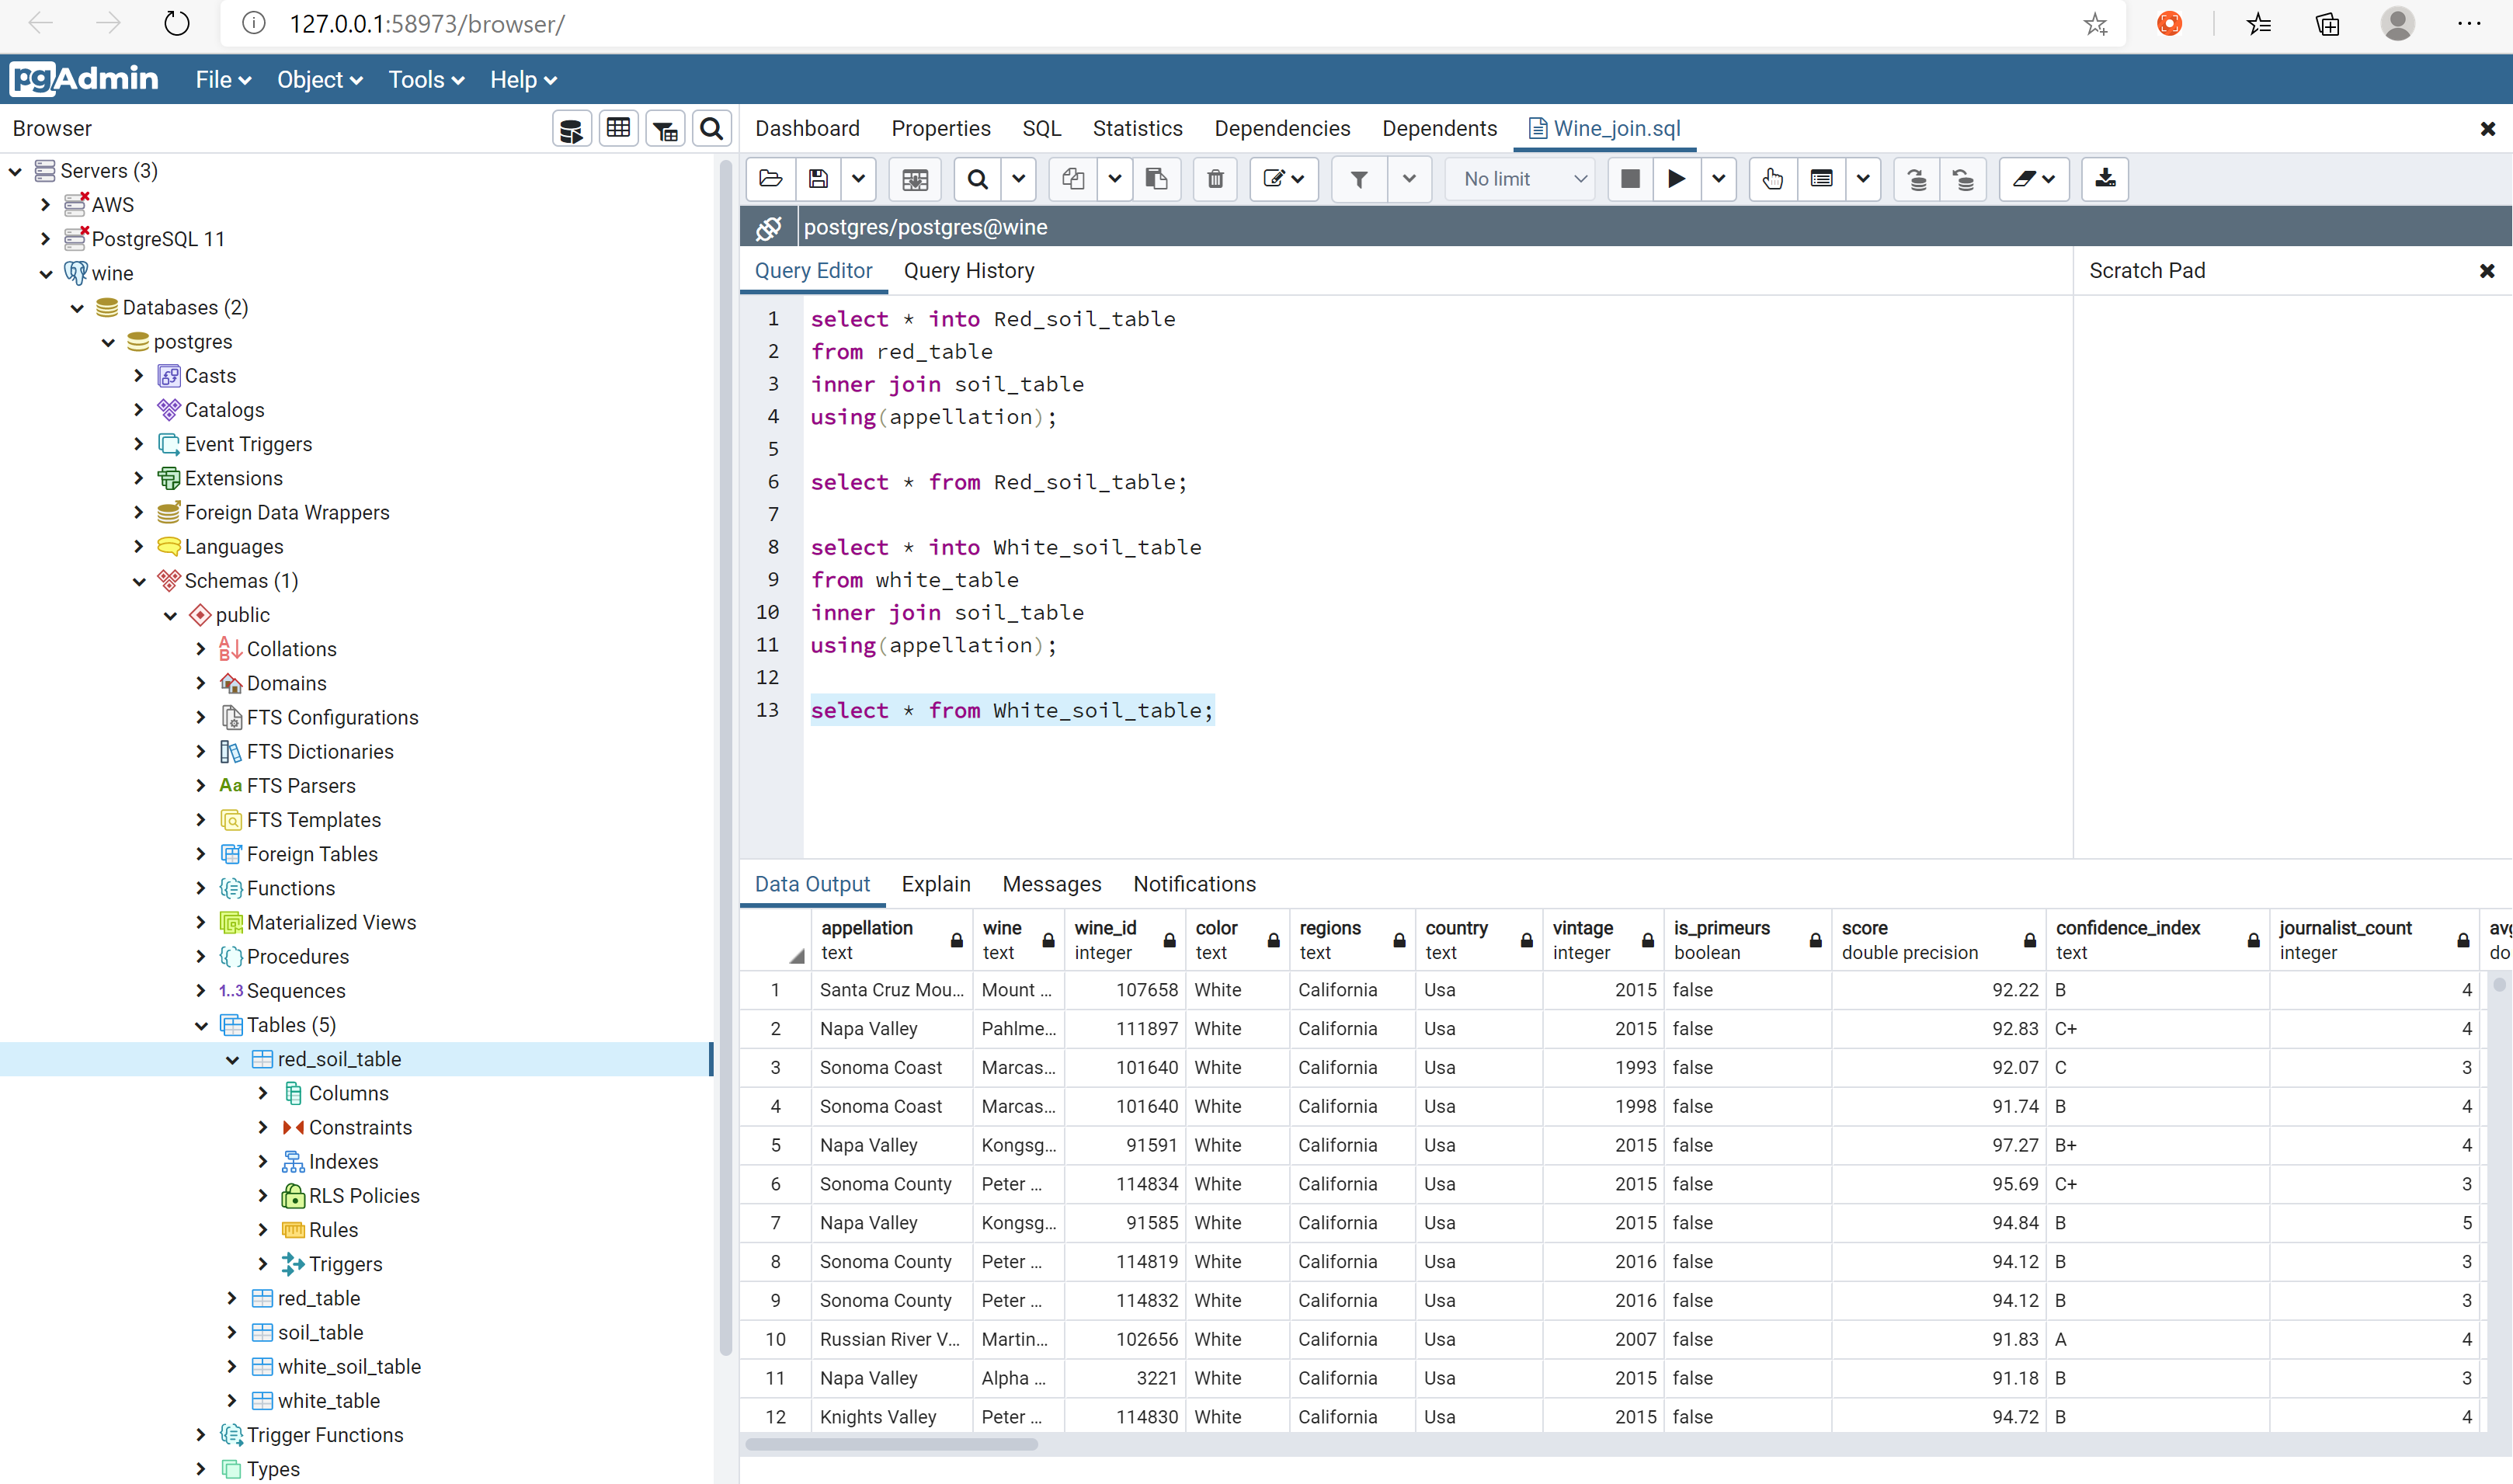 127.0.0.1:58973/browser/
pgAdmin File Object Tools Help
Browser
Dashboard Properties SQL Statistics Dependencies Dependents Wine_join.sql
No limit
postgres/postgres@wine
Query Editor Query History
Scratch Pad
Servers (3)
AWS
PostgreSQL 11
wine
Databases (2)
postgres
Casts
Catalogs
Event Triggers
Extensions
Foreign Data Wrappers
Languages
Schemas (1)
public
Collations
Domains
FTS Configurations
FTS Dictionaries
Aa FTS Parsers
FTS Templates
Foreign Tables
Functions
Materialized Views
Procedures
1..3 Sequences
Tables (5)
red_soil_table
Columns
Constraints
Indexes
RLS Policies
Rules
Triggers
red_table
soil_table
white_soil_table
white_table
Trigger Functions
Types
1 select * into Red_soil_table
2 from red_table
3 inner join soil_table
4 using(appellation);
5
6 select * from Red_soil_table;
7
8 select * into White_soil_table
9 from white_table
10 inner join soil_table
11 using(appellation);
12
13 select * from White_soil_table;
Data Output Explain Messages Notifications
appellation wine wine_id color regions country vintage is_primeurs score confidence_index journalist_count avg
text text integer text text text integer boolean double precision text integer do
1 Santa Cruz Mou... Mount ... 107658 White California Usa 2015 false 92.22 B 4
2 Napa Valley Pahlme... 111897 White California Usa 2015 false 92.83 C+ 4
3 Sonoma Coast Marcas... 101640 White California Usa 1993 false 92.07 C 3
4 Sonoma Coast Marcas... 101640 White California Usa 1998 false 91.74 B 4
5 Napa Valley Kongsg... 91591 White California Usa 2015 false 97.27 B+ 4
6 Sonoma County Peter ... 114834 White California Usa 2015 false 95.69 C+ 3
7 Napa Valley Kongsg... 91585 White California Usa 2015 false 94.84 B 5
8 Sonoma County Peter ... 114819 White California Usa 2016 false 94.12 B 3
9 Sonoma County Peter ... 114832 White California Usa 2016 false 94.12 B 3
10 Russian River V... Martin... 102656 White California Usa 2007 false 91.83 A 4
11 Napa Valley Alpha ... 3221 White California Usa 2015 false 91.18 B 3
12 Knights Valley Peter ... 114830 White California Usa 2015 false 94.72 B 4